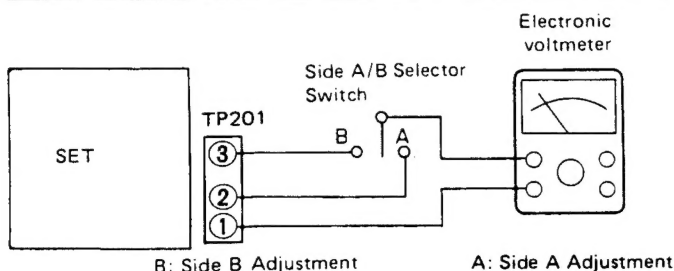 Electronic
voltmeter
Side A/B Selector
Switch
TP201
B
A
SET
3
2
1
B: Side B Adjustment
A: Side A Adjustment